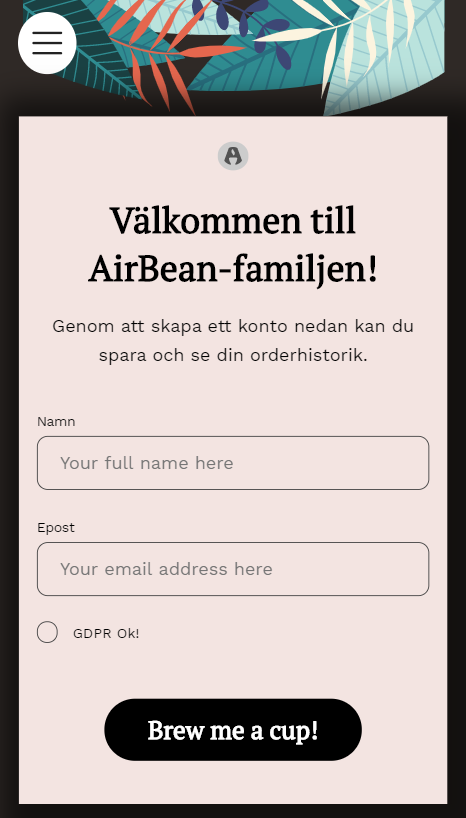 Välkommen till
AirBean-familjen!
Genom att skapa ett konto nedan kan du
spara och se din orderhistorik.
Namn
Your full name here
Epost
Your email address here
GDPR Ok!
Brew me a cup!